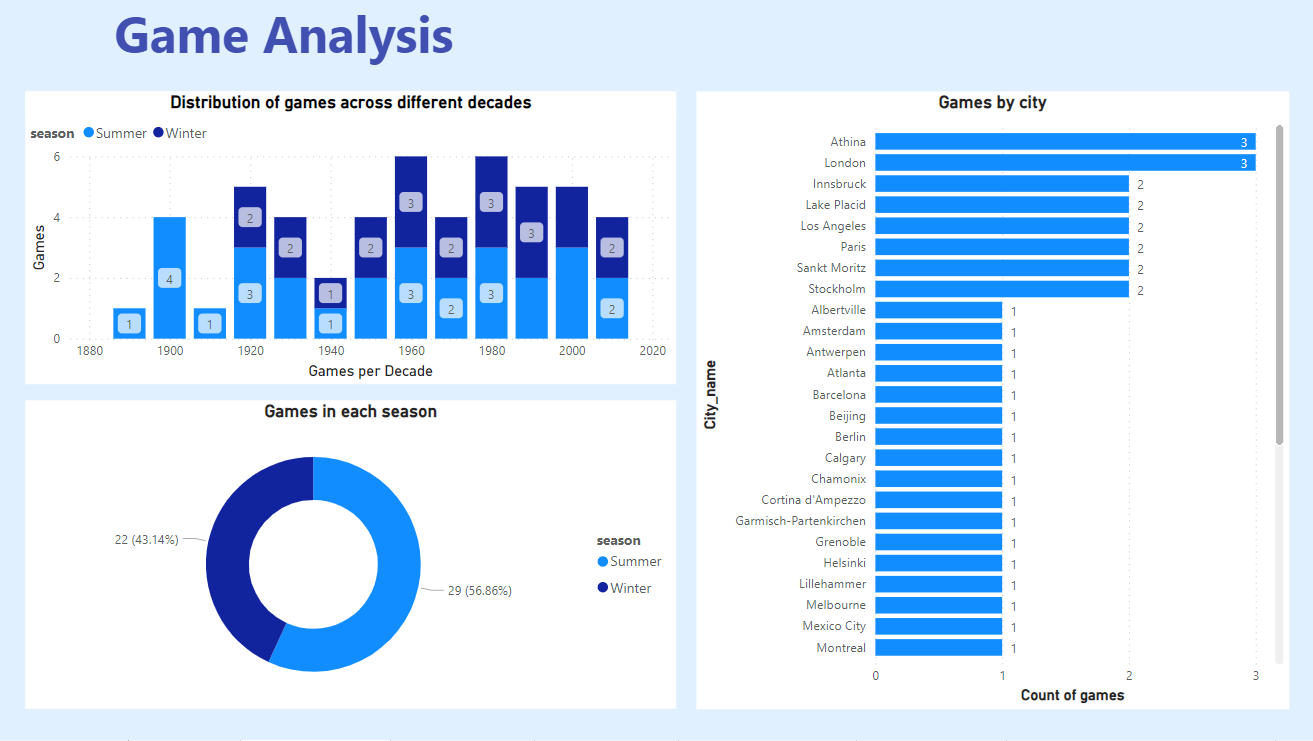 Game Analysis
Distribution of games across different decades
season Summer Winter
6
4
2
0
Games
1 4 1 3 2 2 1 1 2 3 3 2 2 3 3 3 2 2
1880 1900 1920 1940 1960 1980 2000 2020
Games per Decade
Games in each season
22 (43.14%)
29 (56.86%)
season
Summer
Winter
Games by city
City_name
Athina 3
London 3
Innsbruck 2
Lake Placid 2
Los Angeles 2
Paris 2
Sankt Moritz 2
Stockholm 2
Albertville 1
Amsterdam 1
Antwerpen 1
Atlanta 1
Barcelona 1
Beijing 1
Berlin 1
Calgary 1
Chamonix 1
Cortina d'Ampezzo 1
Garmisch-Partenkirchen 1
Grenoble 1
Helsinki 1
Lillehammer 1
Melbourne 1
Mexico City 1
Montreal 1
0 1 2 3
Count of games